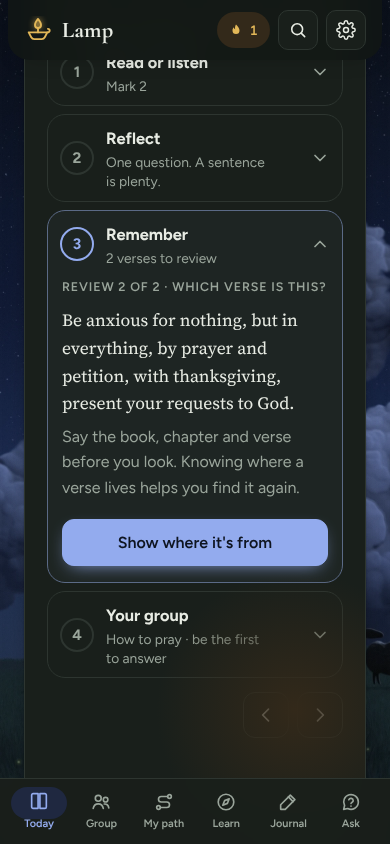 Lamp
1
1
Read or listen
Mark 2
2
Reflect
One question. A sentence
is plenty.
3
Remember
2 verses to review
REVIEW 2 OF 2 · WHICH VERSE IS THIS?
Be anxious for nothing, but in
everything, by prayer and
petition, with thanksgiving,
present your requests to God.
Say the book, chapter and verse
before you look. Knowing where a
verse lives helps you find it again.
Show where it's from
4
Your group
How to pray · be the first
to answer
Today
Group
My path
Learn
Journal
Ask